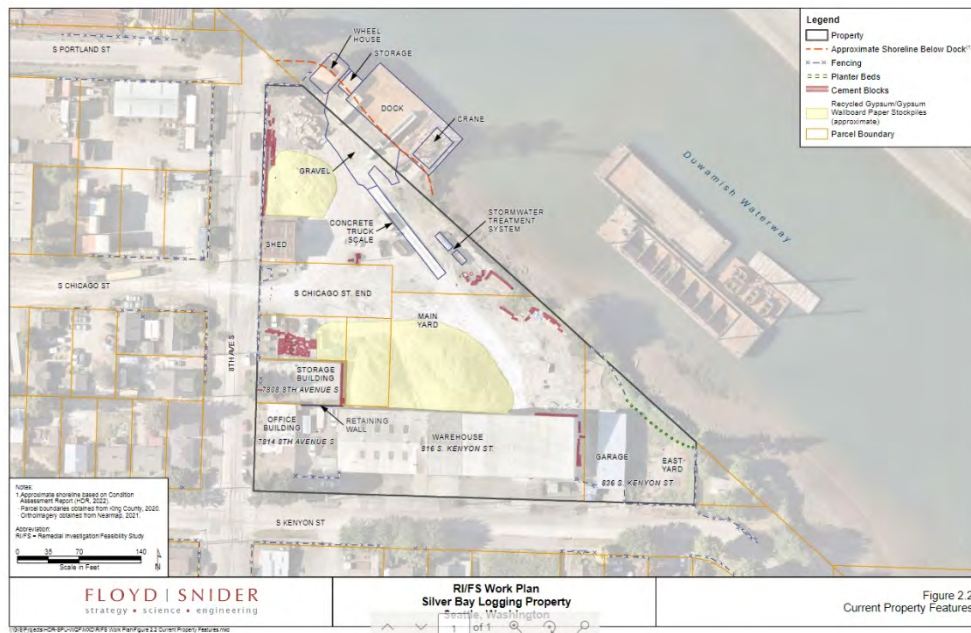 S PORTLAND ST
WHEEL
HOUSE
STORAGE
DOCK
CRANE
GRAVEL
CONCRETE
TRUCK
SCALE
STORMWATER
TREATMENT
SYSTEM
Duwamish Waterway
SHED
S CHICAGO ST
S CHICAGO ST. END
MAIN
YARD
8TH AVE S
STORAGE
BUILDING
7908 8TH AVENUE S
OFFICE
BUILDING
7814 8TH AVENUE S
RETAINING
WALL
WAREHOUSE
816 S. KENYON ST.
GARAGE
836 S. KENYON ST.
EAST-
YARD
S KENYON ST
Legend
Property
Approximate Shoreline Below Dock
Fencing
Planter Beds
Cement Blocks
Recycled Gypsum/Gypsum
Wallboard Paper Stockpiles
(approximate)
Parcel Boundary
Notes:
1. Approximate shoreline based on Condition
Assessment Report (HDR, 2022).
- Parcel boundaries obtained from King County, 2020.
- Orthoimagery obtained from Nearmap, 2021.
Abbreviation:
RI/FS = Remedial Investigation/Feasibility Study
0 35 70 140
Scale in Feet
N
FLOYD | SNIDER
strategy • science • engineering
RI/FS Work Plan
Silver Bay Logging Property
Seattle, Washington
1 of 1
Figure 2.2
Current Property Features